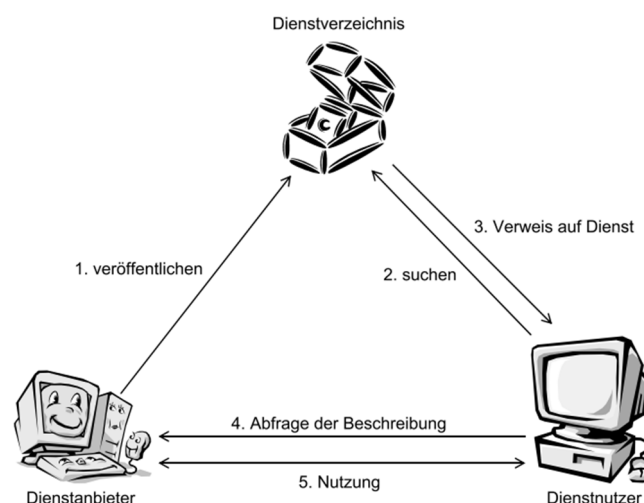 Dienstverzeichnis
3. Verweis auf Dienst
1. veröffentlichen
2. suchen
4. Abfrage der Beschreibung
5. Nutzung
Dienstanbieter
Dienstnutzer